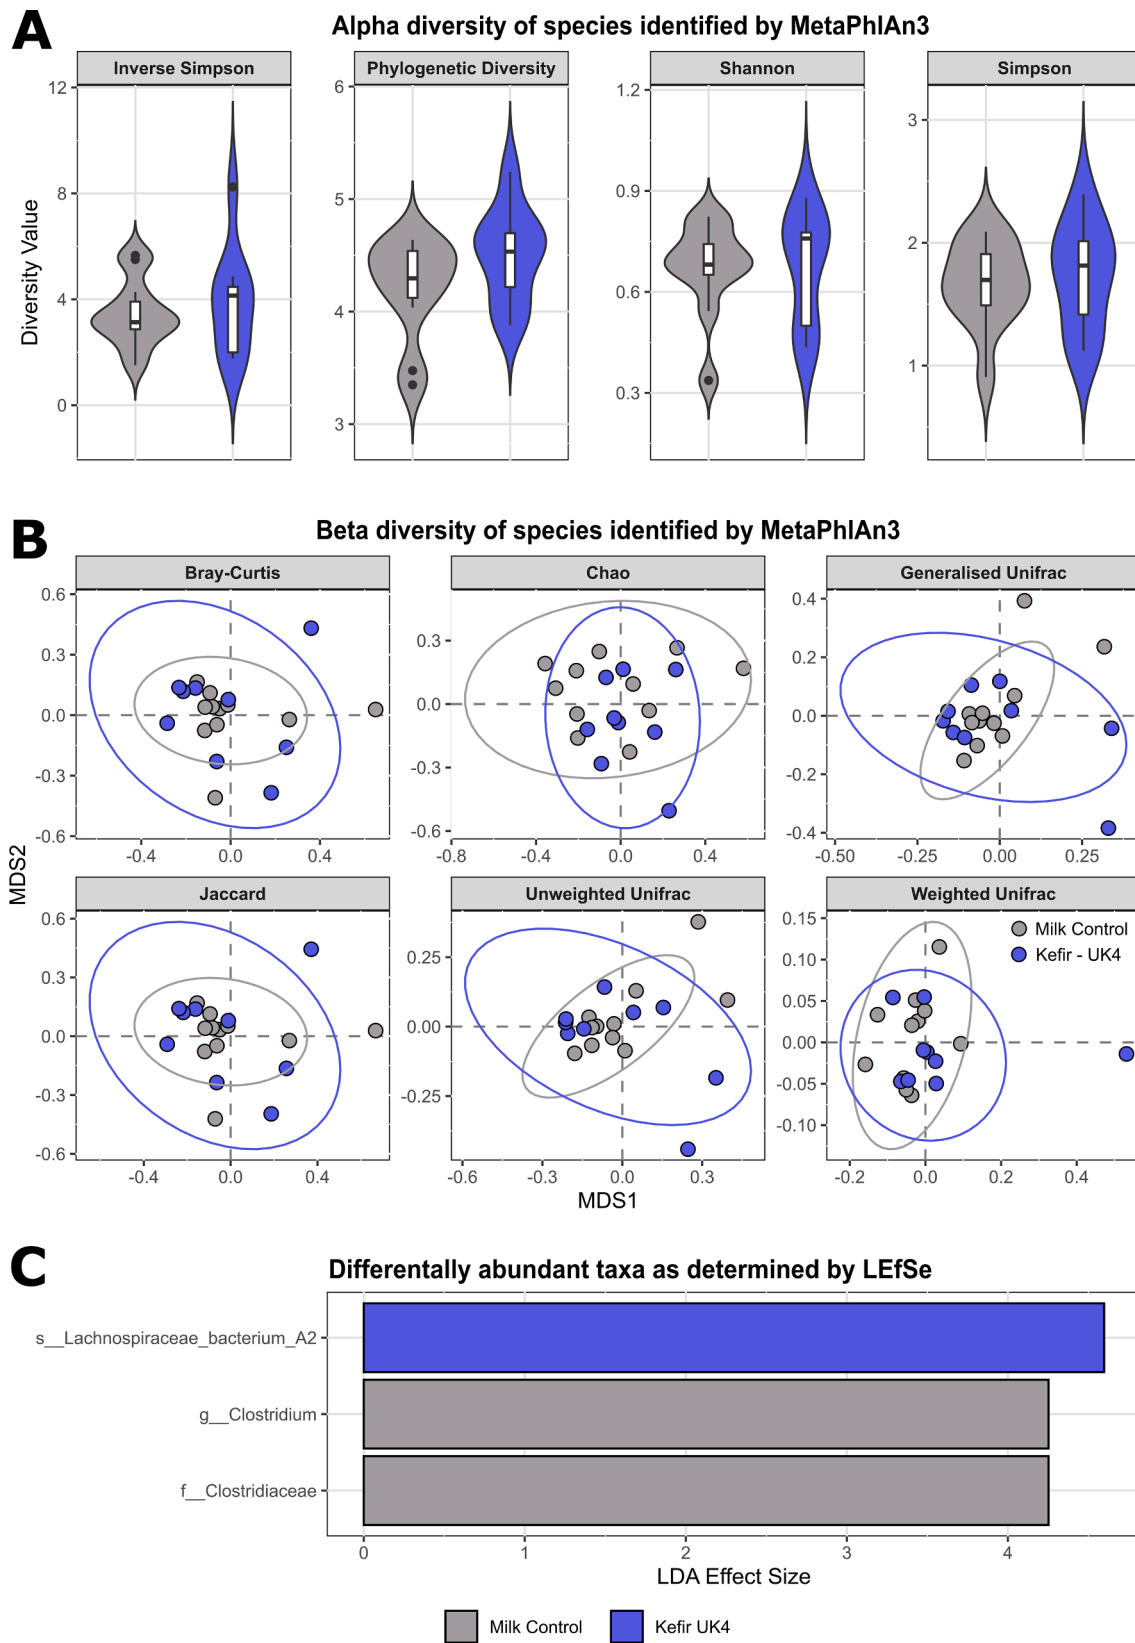 A
Alpha diversity of species identified by MetaPhlAn3
Inverse Simpson
Phylogenetic Diversity
Shannon
Simpson
Diversity Value
12
8
4
0
6
5
4
3
1.2
0.9
0.6
0.3
3
2
1
B
Beta diversity of species identified by MetaPhlAn3
Bray-Curtis
Chao
Generalised Unifrac
0.6
0.3
0.0
-0.3
-0.6
-0.4
0.0
0.4
0.3
0.0
-0.3
-0.6
-0.8
-0.4
0.0
0.4
0.4
0.2
0.0
-0.2
-0.4
-0.50
-0.25
0.00
0.25
MDS2
Jaccard
Unweighted Unifrac
Weighted Unifrac
0.6
0.3
0.0
-0.3
-0.6
-0.4
0.0
0.4
0.25
0.00
-0.25
-0.6
-0.3
0.0
0.3
0.15
0.10
0.05
0.00
-0.05
-0.10
-0.2
0.0
0.2
0.4
Milk Control
Kefir - UK4
MDS1
C
Differentally abundant taxa as determined by LEfSe
s__Lachnospiraceae_bacterium_A2
g__Clostridium
f__Clostridiaceae
0
1
2
3
4
LDA Effect Size
Milk Control
Kefir UK4